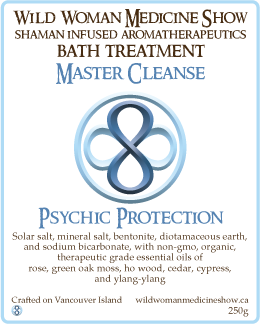 Wild Woman Medicine Show
shaman infused aromatherapeutics
BATH TREATMENT
Master Cleanse
Psychic Protection
Solar salt, mineral salt, bentonite, diotamaceous earth,
and sodium bicarbonate, with non-gmo, organic,
therapeutic grade essential oils of
rose, green oak moss, ho wood, cedar, cypress,
and ylang-ylang
Crafted on Vancouver Island wildwomanmedicineshow.ca
250g